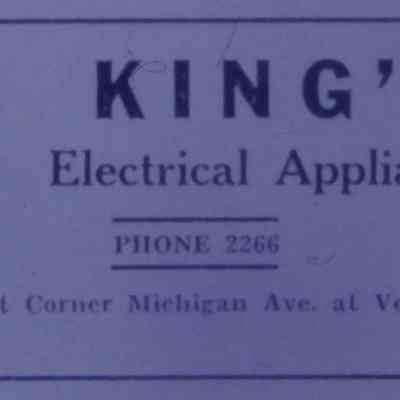 KING'
Electrical Applia
PHONE 2266
t Corner Michigan Ave. at V